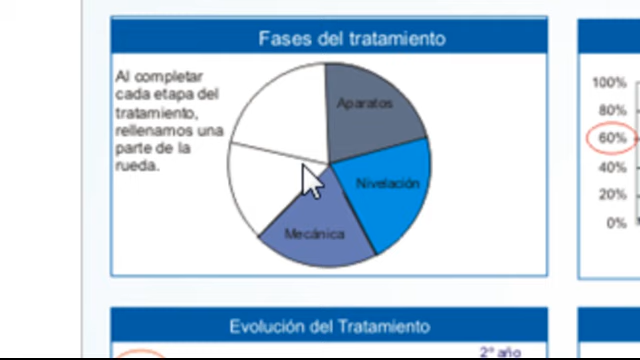 Fases del tratamiento
Al completar
cada etapa del
tratamiento,
rellenamos una
parte de la
rueda.
Aparatos
Nivelación
Mecánica
100%
80%
60%
40%
20%
0%
Evolución del Tratamiento
2º año